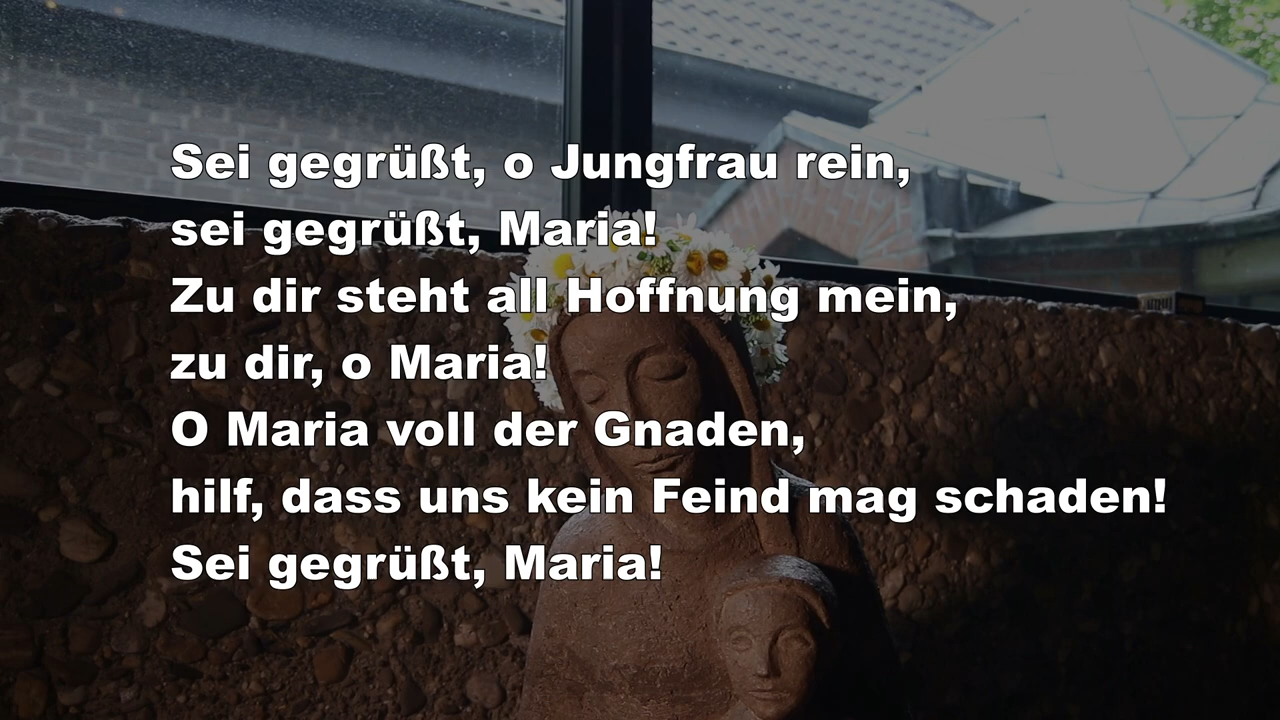 Sei gegrüßt, o Jungfrau rein,
sei gegrüßt, Maria!
Zu dir steht all Hoffnung mein,
zu dir, o Maria!
O Maria voll der Gnaden,
hilf, dass uns kein Feind mag schaden!
Sei gegrüßt, Maria!